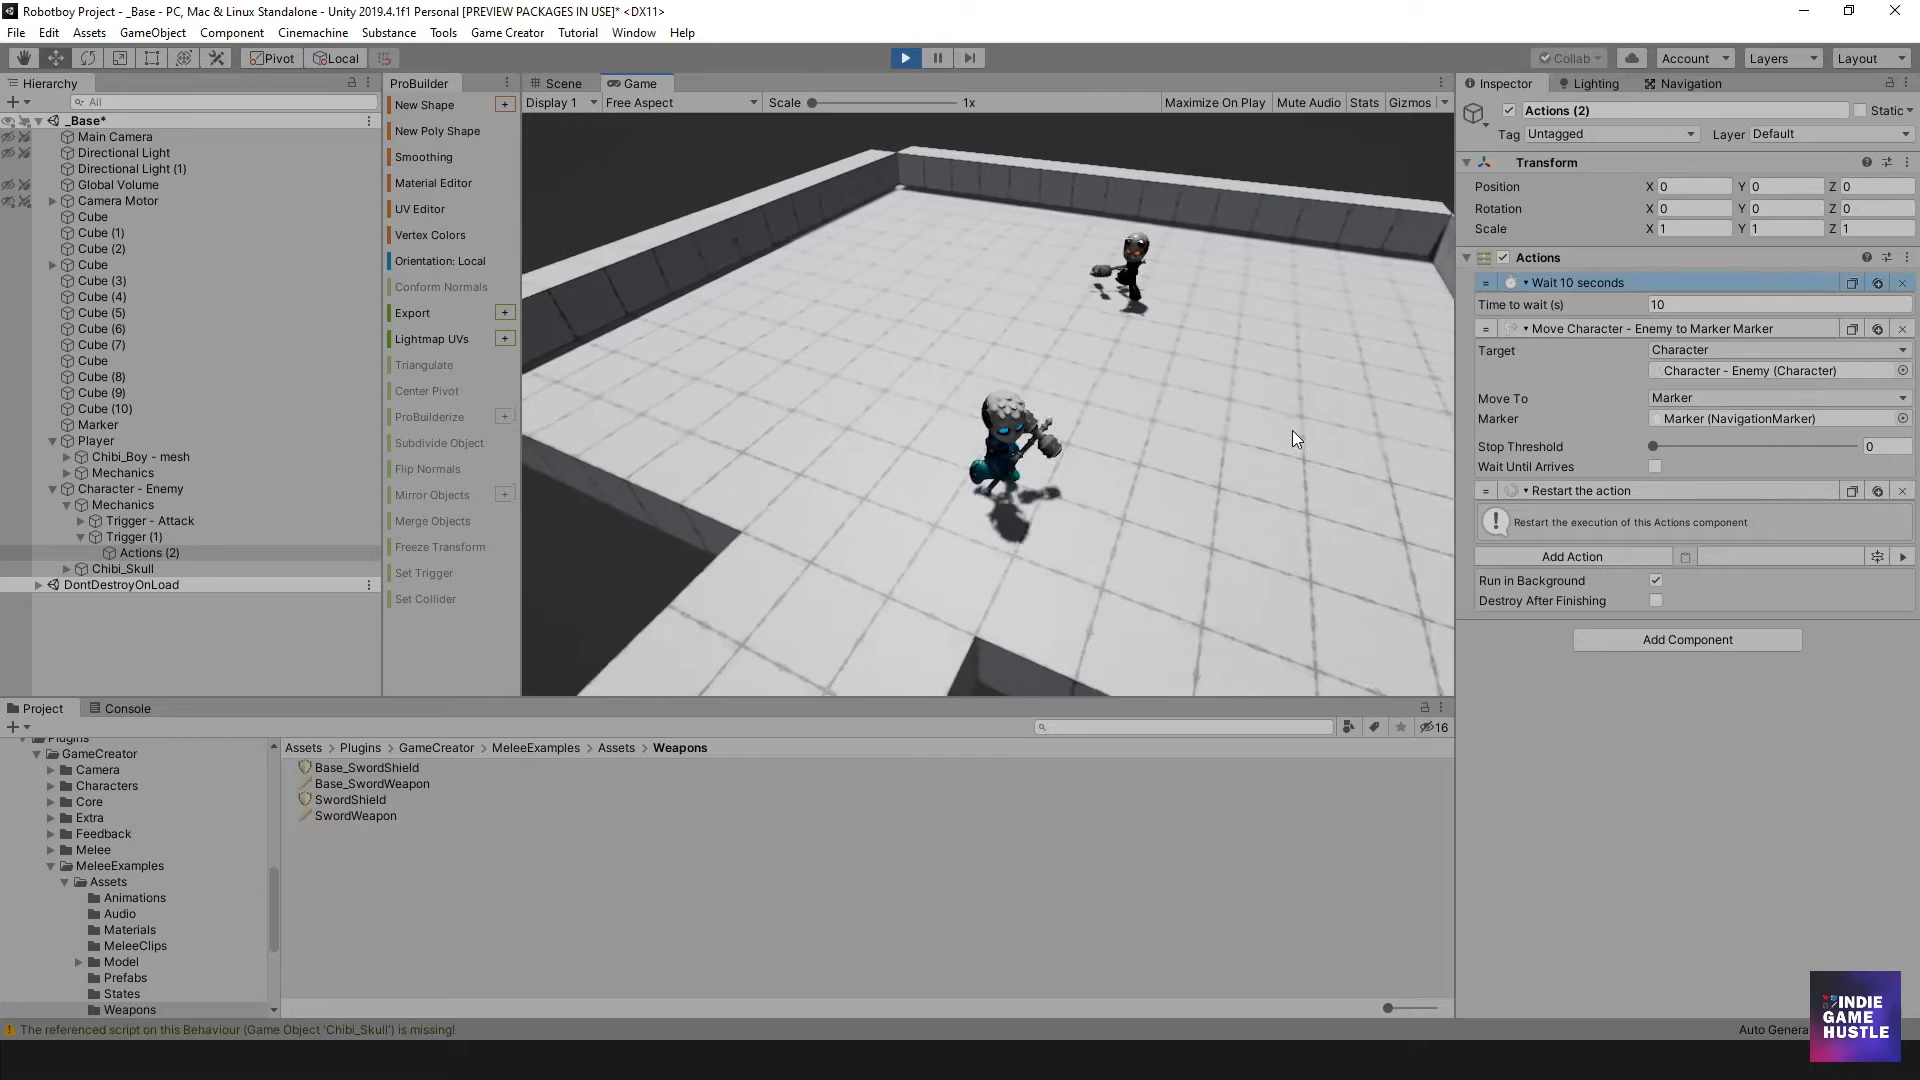 Robotboy Project - _Base - PC, Mac & Linux Standalone - Unity 2019.4.1f1 Personal [PREVIEW PACKAGES IN USE]* <DX11>
File Edit Assets GameObject Component Cinemachine Substance Tools Game Creator Tutorial Window Help
Pivot Local Collab Account Layers Layout
Hierarchy
All
_Base*
Main Camera
Directional Light
Directional Light (1)
Global Volume
Camera Motor
Cube
Cube (1)
Cube (2)
Cube
Cube (3)
Cube (4)
Cube (5)
Cube (6)
Cube (7)
Cube
Cube (8)
Cube (9)
Cube (10)
Marker
Player
Chibi_Boy - mesh
Mechanics
Character - Enemy
Mechanics
Trigger - Attack
Trigger (1)
Actions (2)
Chibi_Skull
DontDestroyOnLoad
ProBuilder
New Shape +
New Poly Shape
Smoothing
Material Editor
UV Editor
Vertex Colors
Orientation: Local
Conform Normals
Export +
Lightmap UVs +
Triangulate
Center Pivot
ProBuilderize +
Subdivide Object
Flip Normals
Mirror Objects +
Merge Objects
Freeze Transform
Set Trigger
Set Collider
Scene Game
Display 1 Free Aspect Scale 1x Maximize On Play Mute Audio Stats Gizmos
Inspector Lighting Navigation
Actions (2) Static
Tag Untagged Layer Default
Transform
Position X 0 Y 0 Z 0
Rotation X 0 Y 0 Z 0
Scale X 1 Y 1 Z 1
Actions
Wait 10 seconds
Time to wait (s) 10
Move Character - Enemy to Marker Marker
Target Character
Character - Enemy (Character)
Move To Marker
Marker Marker (NavigationMarker)
Stop Threshold 0
Wait Until Arrives
Restart the action
Restart the execution of this Actions component
Add Action
Run in Background
Destroy After Finishing
Add Component
Project Console
16
Plugins
GameCreator
Camera
Characters
Core
Extra
Feedback
Melee
MeleeExamples
Assets
Animations
Audio
Materials
MeleeClips
Model
Prefabs
States
Weapons
Assets > Plugins > GameCreator > MeleeExamples > Assets > Weapons
Base_SwordShield
Base_SwordWeapon
SwordShield
SwordWeapon
The referenced script on this Behaviour (Game Object 'Chibi_Skull') is missing!
Auto Genera
INDIE
GAME
HUSTLE